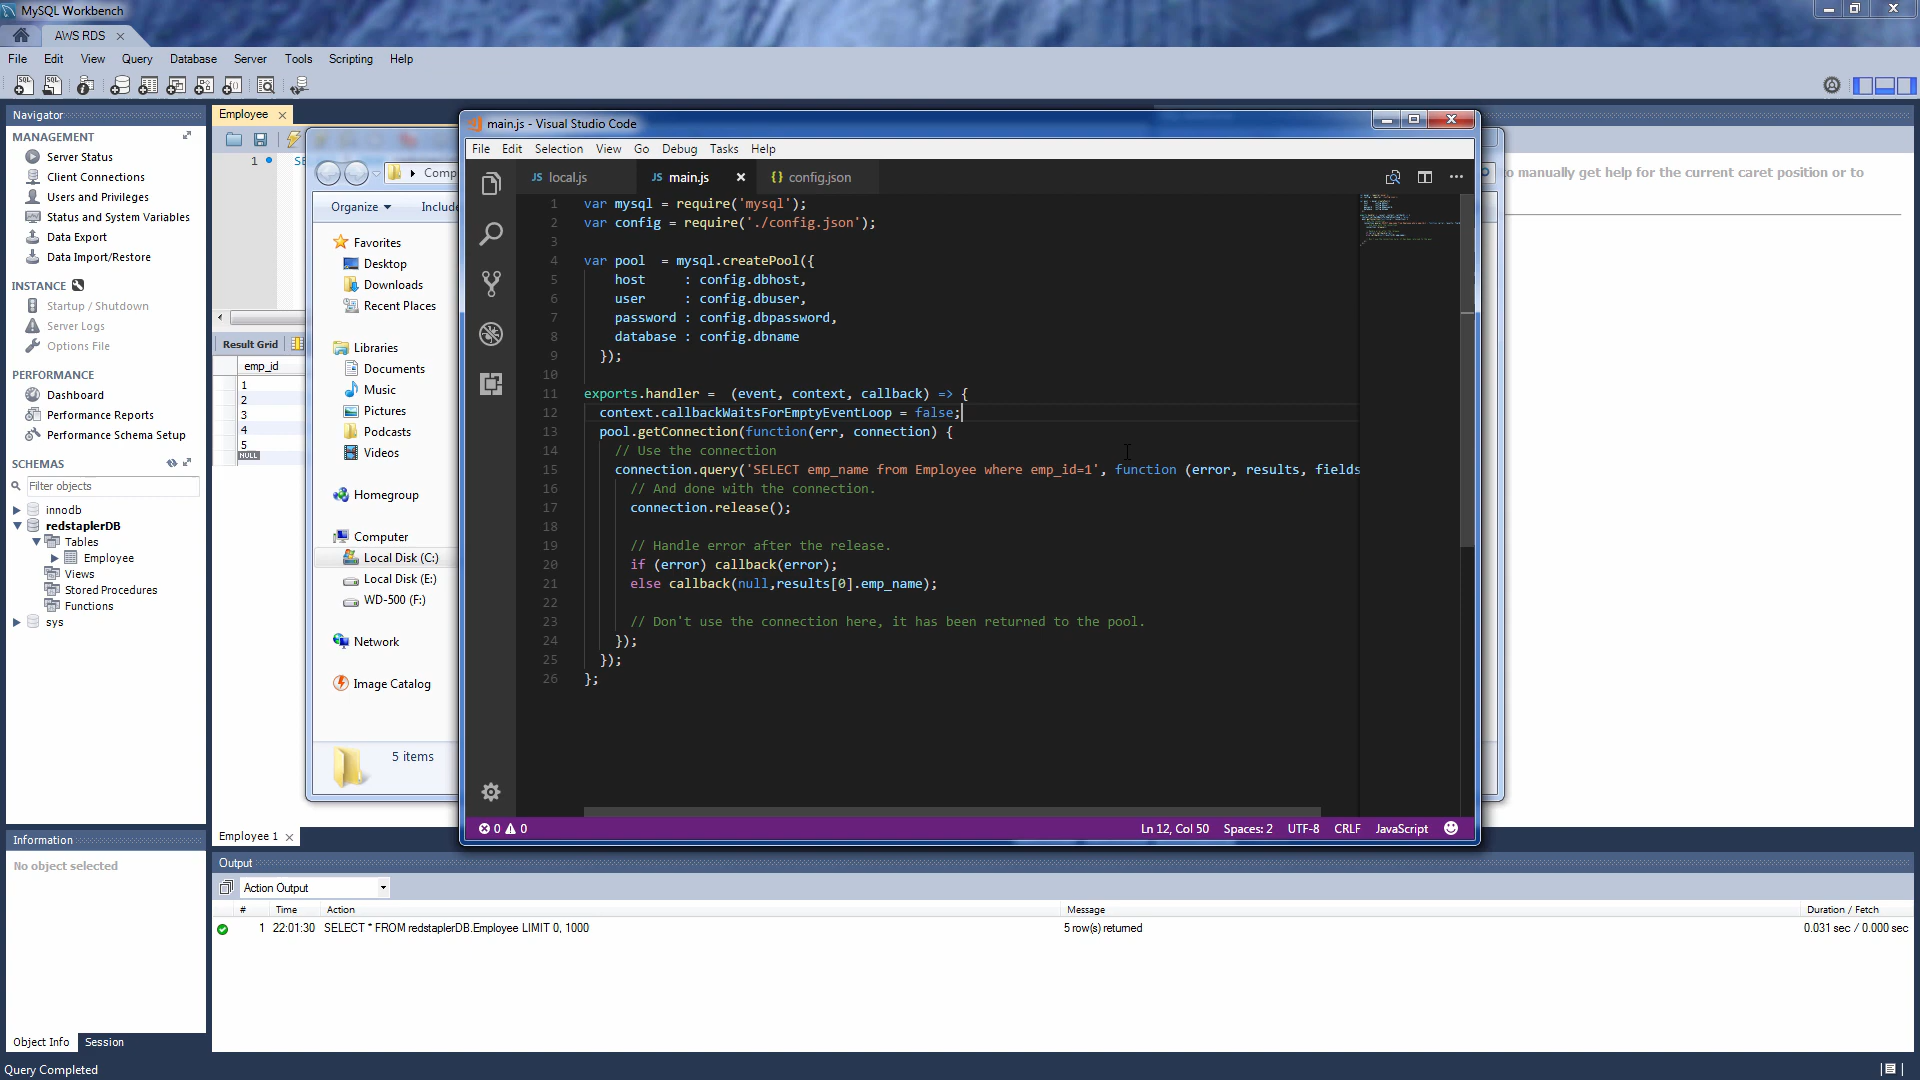 MySQL Workbench
AWS RDS
File Edit View Query Database Server Tools Scripting Help
Navigator
MANAGEMENT
Server Status
Client Connections
Users and Privileges
Status and System Variables
Data Export
Data Import/Restore
INSTANCE
Startup / Shutdown
Server Logs
Options File
PERFORMANCE
Dashboard
Performance Reports
Performance Schema Setup
SCHEMAS
Filter objects
innodb
redstaplerDB
Tables
Employee
Views
Stored Procedures
Functions
sys
Information
No object selected
Object Info Session
Query Completed
Employee
1
Result Grid
emp_id
1
2
3
4
5
NULL
Employee 1
Organize Include
Favorites
Desktop
Downloads
Recent Places
Libraries
Documents
Music
Pictures
Podcasts
Videos
Homegroup
Computer
Local Disk (C:)
Local Disk (E:)
WD-500 (F:)
Network
Image Catalog
5 items
main.js - Visual Studio Code
File Edit Selection View Go Debug Tasks Help
JS local.js JS main.js {} config.json
1 var mysql = require('mysql');
2 var config = require('./config.json');
3
4 var pool  = mysql.createPool({
5 host     : config.dbhost,
6 user     : config.dbuser,
7 password : config.dbpassword,
8 database : config.dbname
9 });
10
11 exports.handler =  (event, context, callback) => {
12 context.callbackWaitsForEmptyEventLoop = false;
13 pool.getConnection(function(err, connection) {
14 // Use the connection
15 connection.query('SELECT emp_name from Employee where emp_id=1', function (error, results, fields
16 // And done with the connection.
17 connection.release();
18
19 // Handle error after the release.
20 if (error) callback(error);
21 else callback(null,results[0].emp_name);
22
23 // Don't use the connection here, it has been returned to the pool.
24 });
25 });
26 };
0 0
Ln 12, Col 50 Spaces: 2 UTF-8 CRLF JavaScript
to manually get help for the current caret position or to
Output
Action Output
# Time Action Message Duration / Fetch
1 22:01:30 SELECT * FROM redstaplerDB.Employee LIMIT 0, 1000 5 row(s) returned 0.031 sec / 0.000 sec